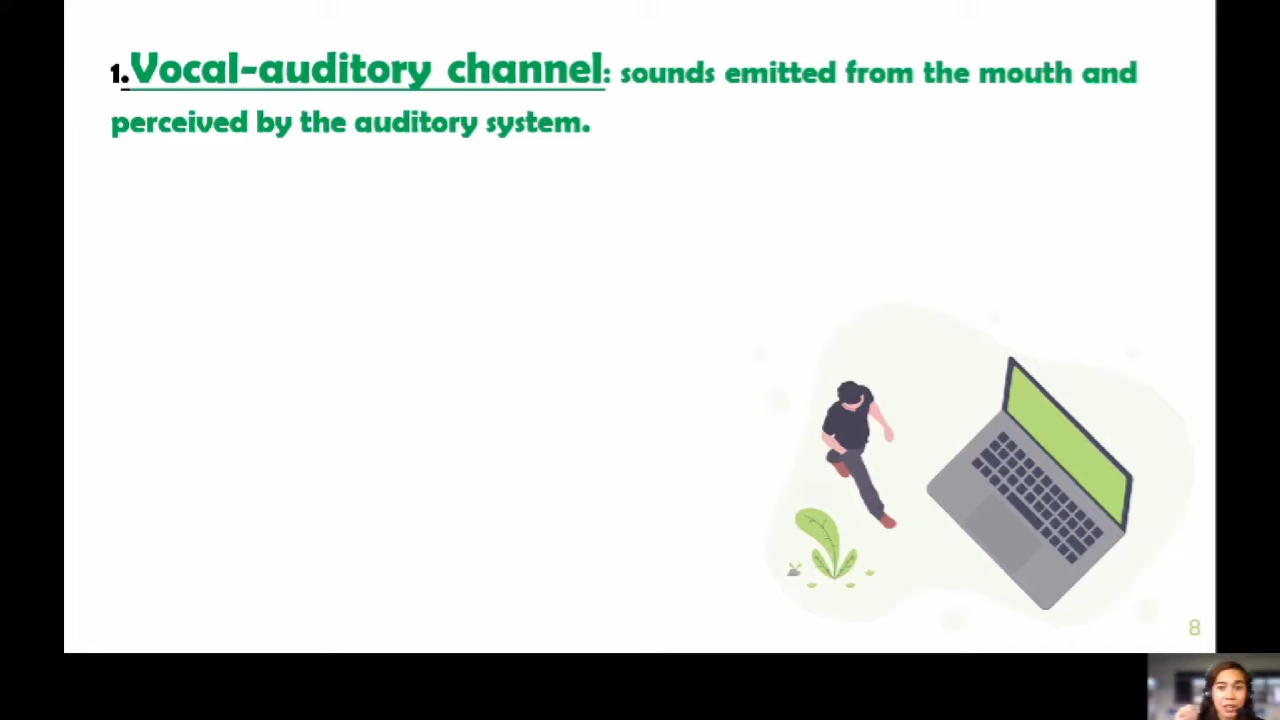 1.Vocal-auditory channel: sounds emitted from the mouth and
perceived by the auditory system.
8